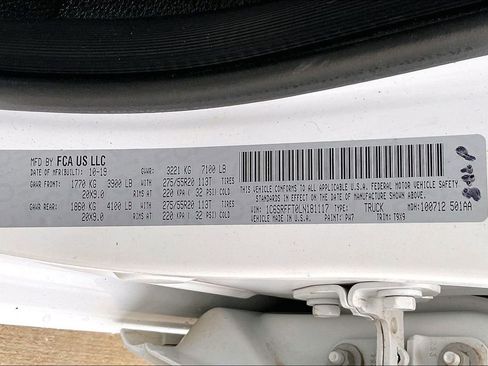 MFD BY FCA US LLC
DATE OF MFR(BUILT): 10-19 GVWR: 3221 KG 7100 LB
GAWR FRONT: 1770 KG 3900 LB WITH 275/55R20 113T TIRES
20X9.0 RIMS AT 220 KPA( 32 PSI) COLD
GAWR REAR: 1860 KG 4100 LB WITH 275/55R20 113T TIRES
20X9.0 RIMS AT 220 KPA( 32 PSI) COLD
THIS VEHICLE CONFORMS TO ALL APPLICABLE U.S.A. FEDERAL MOTOR VEHICLE SAFETY
STANDARDS IN EFFECT ON THE DATE OF MANUFACTURE SHOWN ABOVE.
VIN: 1C6SRFFT0LN181117 TYPE: TRUCK MDH:100712 501AA
VEHICLE MADE IN U.S.A. PAINT: PW7 TRIM: T9X9